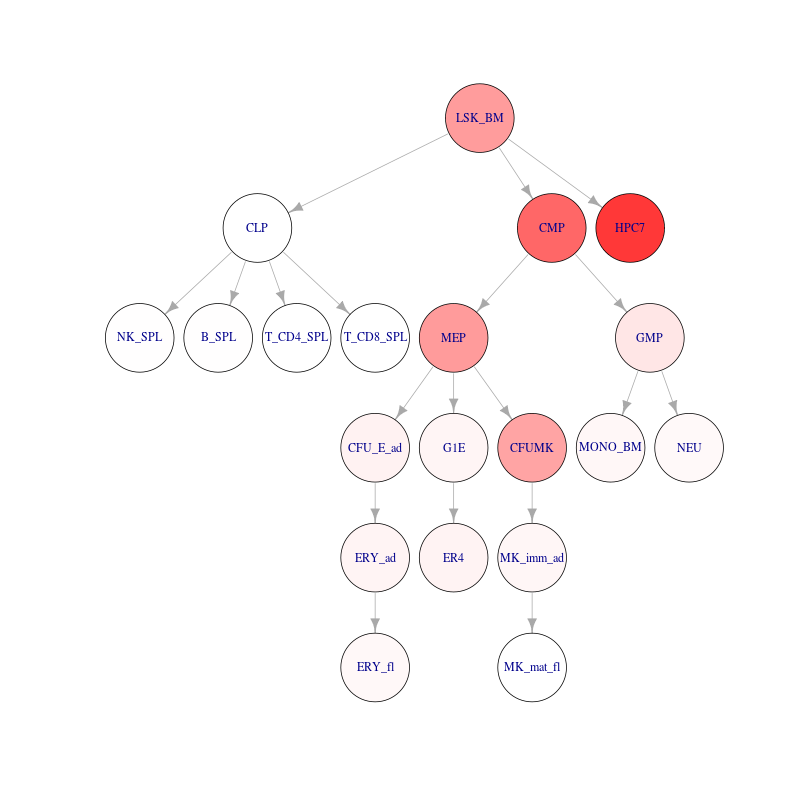 LSK_BM
CLP
CMP
HPC7
NK_SPL
B_SPL
T_CD4_SPL
T_CD8_SPL
MEP
GMP
CFU_E_ad
G1E
CFUMK
MONO_BM
NEU
ERY_ad
ER4
MK_imm_ad
ERY_fl
MK_mat_fl